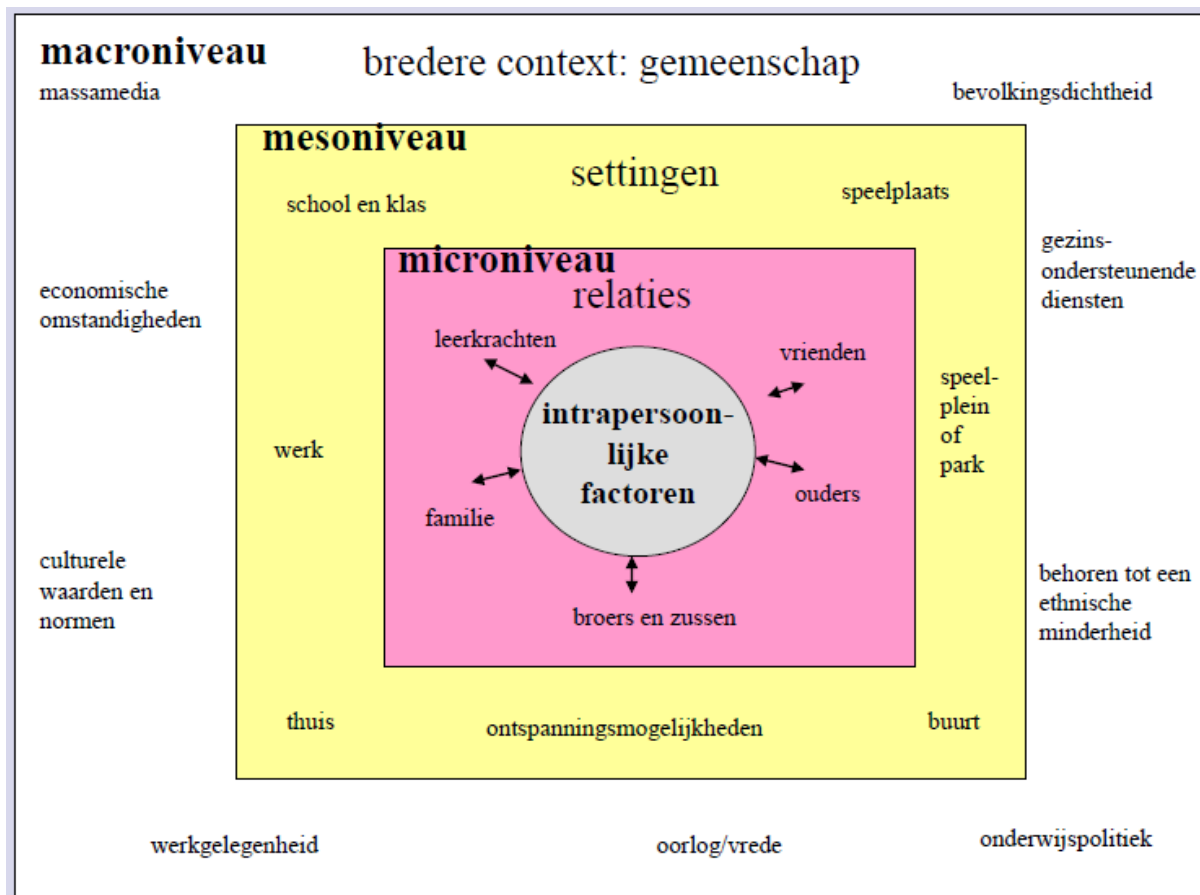 macroniveau
bredere context: gemeenschap
massamedia
bevolkingsdichtheid
mesoniveau
settingen
school en klas
speelplaats
microniveau
relaties
gezins-
ondersteunende
diensten
economische
omstandigheden
leerkrachten
vrienden
speel-
plein
of
park
intrapersoon-
lijke
factoren
werk
familie
ouders
broers en zussen
culturele
waarden en
normen
behoren tot een
ethnische
minderheid
thuis
ontspanningsmogelijkheden
buurt
werkgelegenheid
oorlog/vrede
onderwijspolitiek